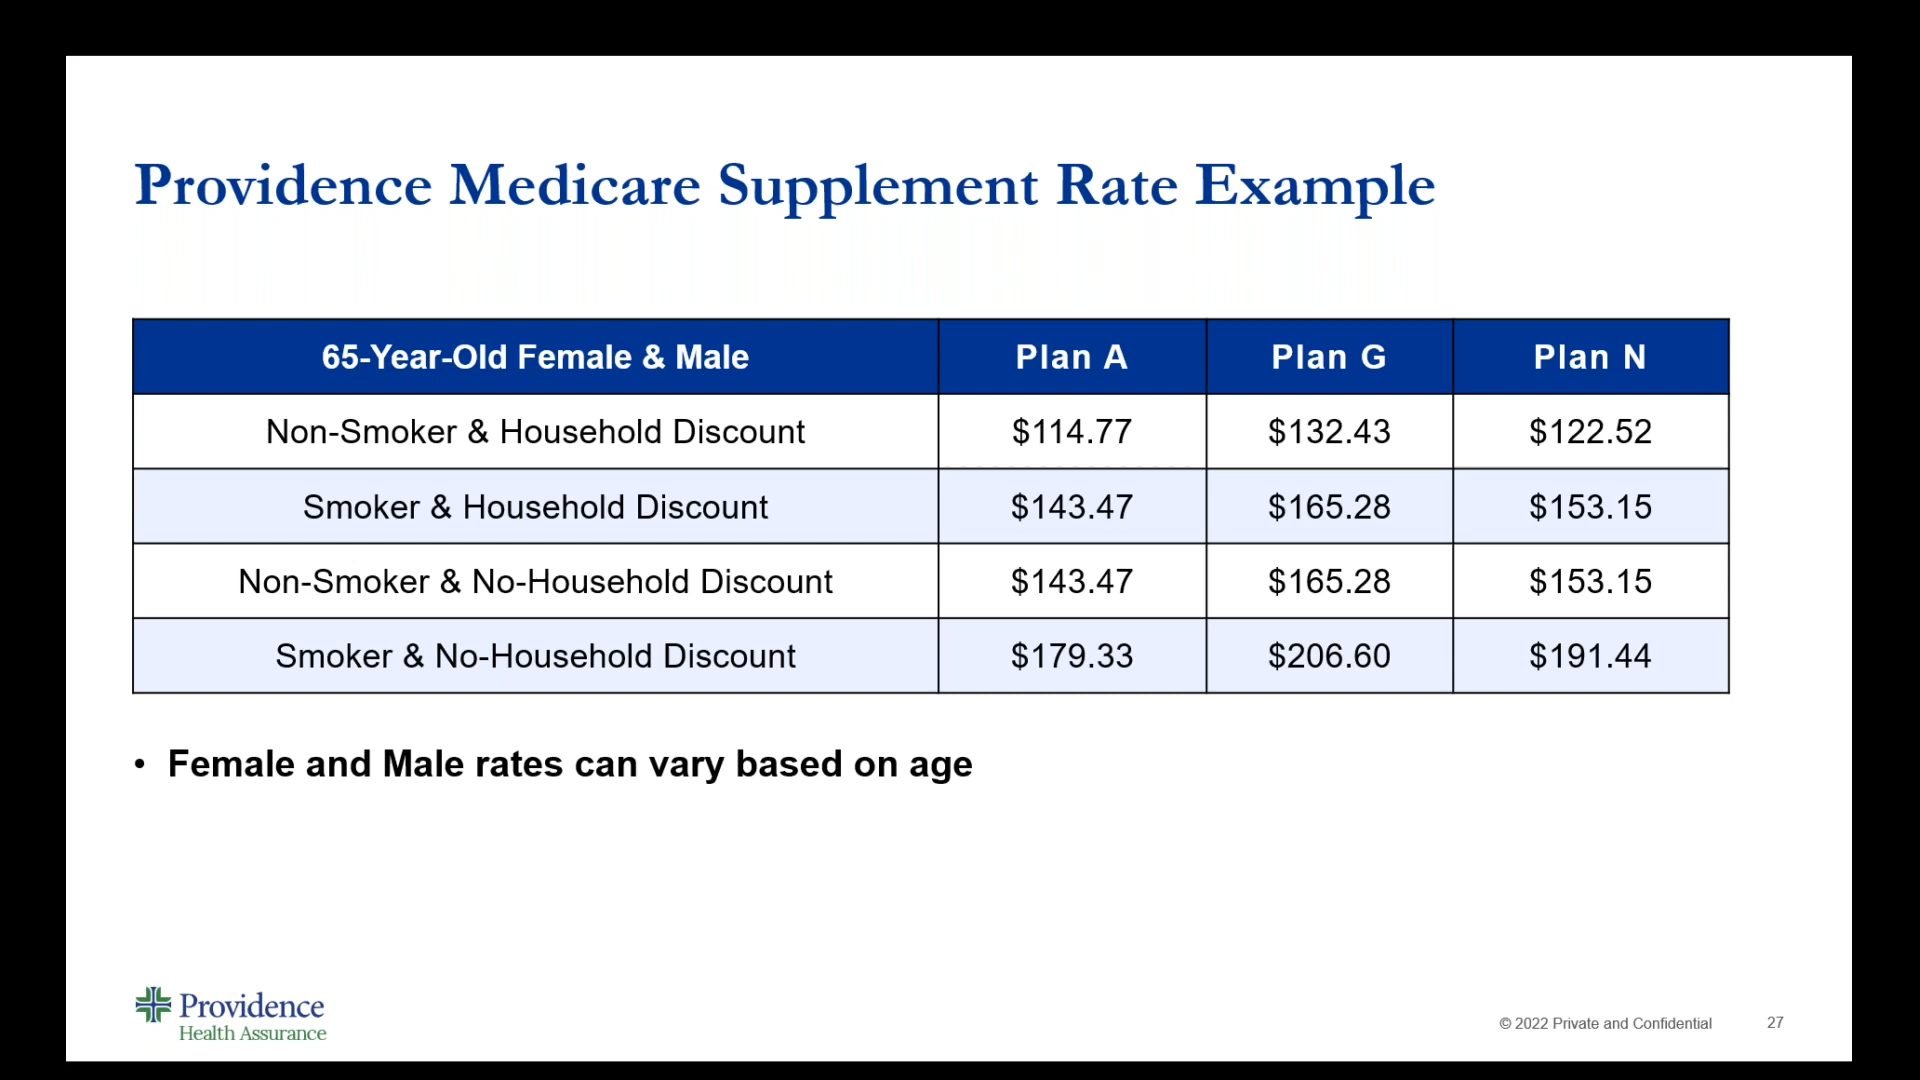 Providence Medicare Supplement Rate Example
65-Year-Old Female & Male Plan A Plan G Plan N
Non-Smoker & Household Discount $114.77 $132.43 $122.52
Smoker & Household Discount $143.47 $165.28 $153.15
Non-Smoker & No-Household Discount $143.47 $165.28 $153.15
Smoker & No-Household Discount $179.33 $206.60 $191.44
• Female and Male rates can vary based on age
Providence
Health Assurance
© 2022 Private and Confidential 27